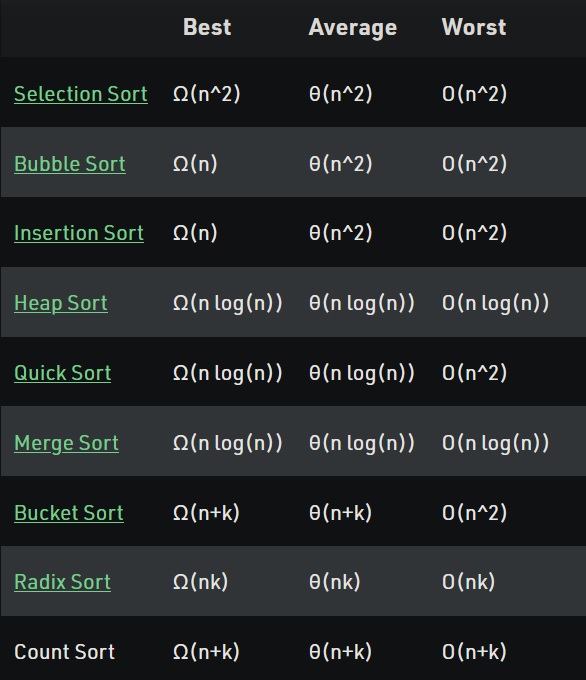 Best Average Worst
Selection Sort Ω(n^2) θ(n^2) O(n^2)
Bubble Sort Ω(n) θ(n^2) O(n^2)
Insertion Sort Ω(n) θ(n^2) O(n^2)
Heap Sort Ω(n log(n)) θ(n log(n)) O(n log(n))
Quick Sort Ω(n log(n)) θ(n log(n)) O(n^2)
Merge Sort Ω(n log(n)) θ(n log(n)) O(n log(n))
Bucket Sort Ω(n+k) θ(n+k) O(n^2)
Radix Sort Ω(nk) θ(nk) O(nk)
Count Sort Ω(n+k) θ(n+k) O(n+k)